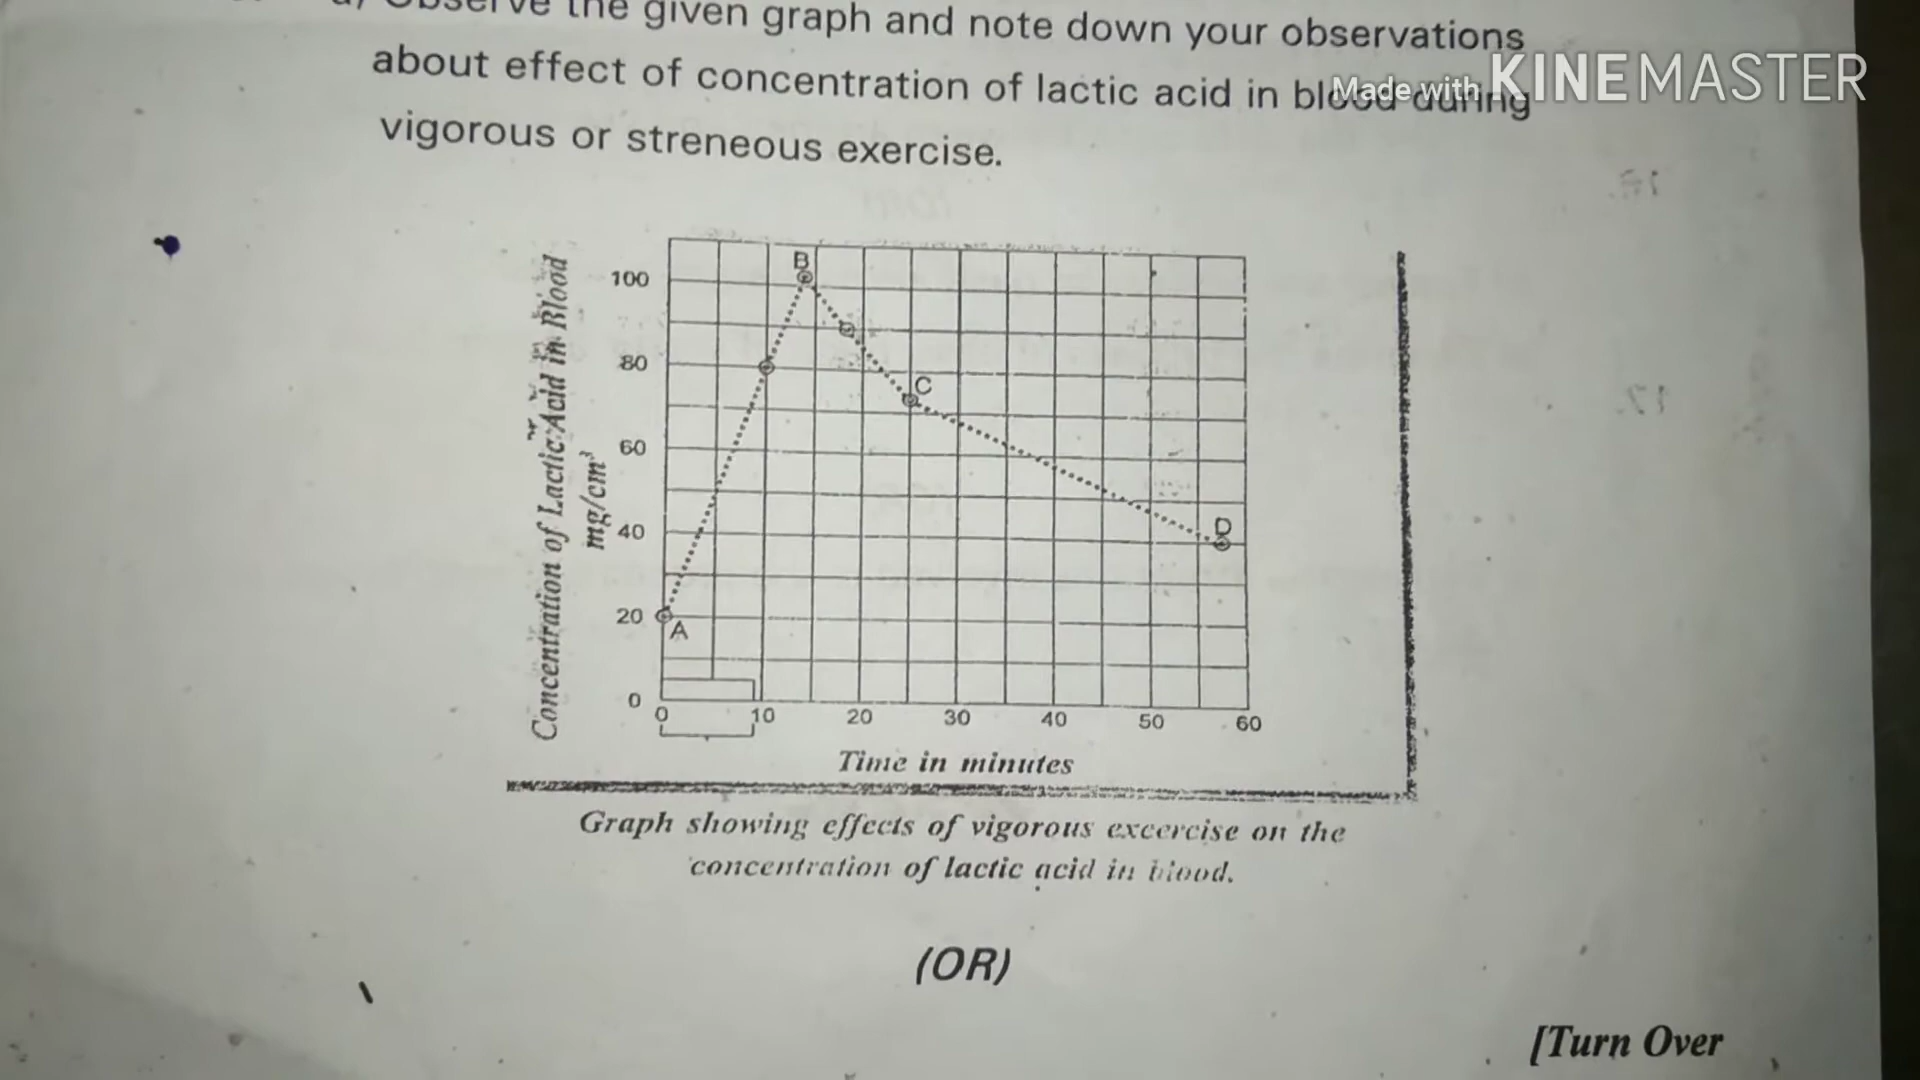 a) Observe the given graph and note down your observations
about effect of concentration of lactic acid in blood during
vigorous or streneous exercise.
Made with KINEMASTER
Concentration of Lactic Acid in Blood
mg/cm³
100
80
60
40
20
0
A
B
C
D
0 10 20 30 40 50 60
Time in minutes
Graph showing effects of vigorous excercise on the
concentration of lactic acid in blood.
(OR)
[Turn Over